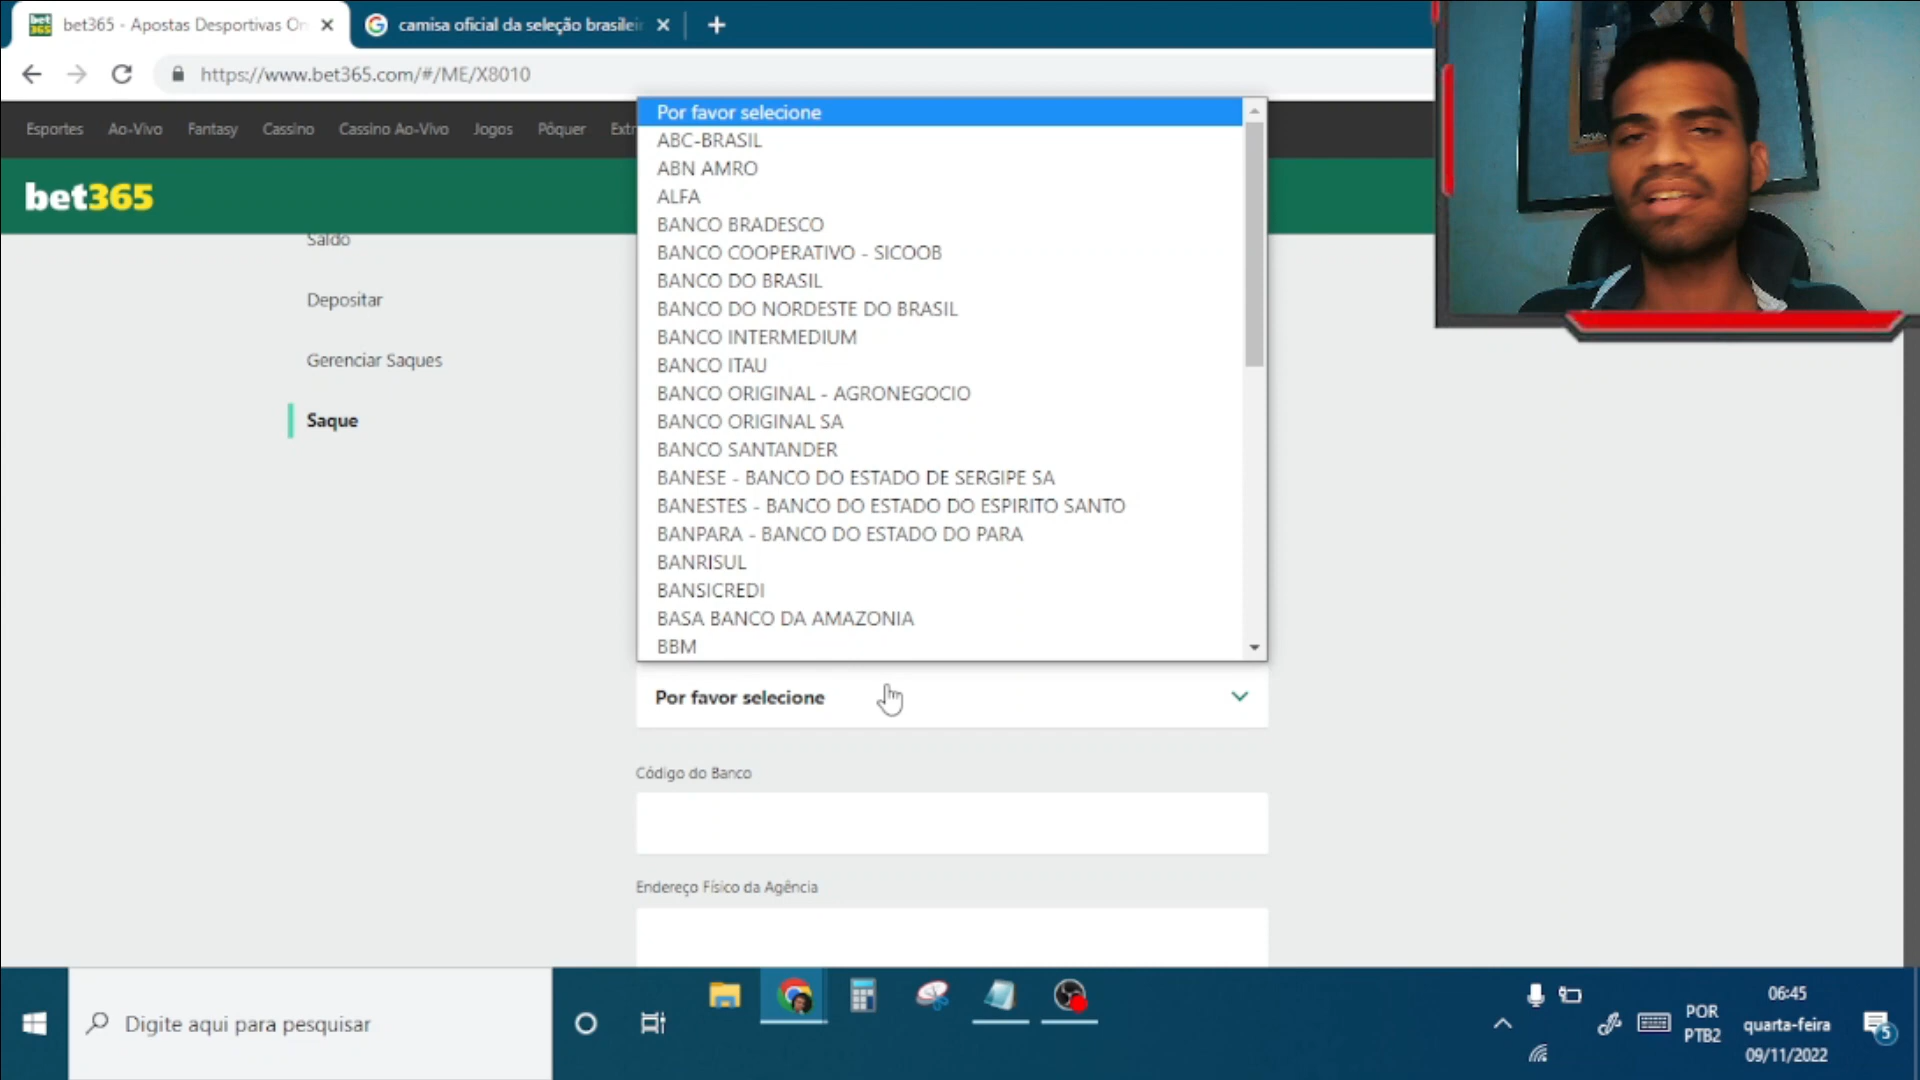 bet365 - Apostas Desportivas On
camisa oficial da seleção brasilei
https://www.bet365.com/#/ME/X8010
Esportes Ao-Vivo Fantasy Cassino Cassino Ao-Vivo Jogos Pôquer Extr
bet365
Saldo
Depositar
Gerenciar Saques
Saque
Por favor selecione
ABC-BRASIL
ABN AMRO
ALFA
BANCO BRADESCO
BANCO COOPERATIVO - SICOOB
BANCO DO BRASIL
BANCO DO NORDESTE DO BRASIL
BANCO INTERMEDIUM
BANCO ITAU
BANCO ORIGINAL - AGRONEGOCIO
BANCO ORIGINAL SA
BANCO SANTANDER
BANESE - BANCO DO ESTADO DE SERGIPE SA
BANESTES - BANCO DO ESTADO DO ESPIRITO SANTO
BANPARA - BANCO DO ESTADO DO PARA
BANRISUL
BANSICREDI
BASA BANCO DA AMAZONIA
BBM
Por favor selecione
Código do Banco
Endereço Físico da Agência
Digite aqui para pesquisar
POR
PTB2
06:45
quarta-feira
09/11/2022
5